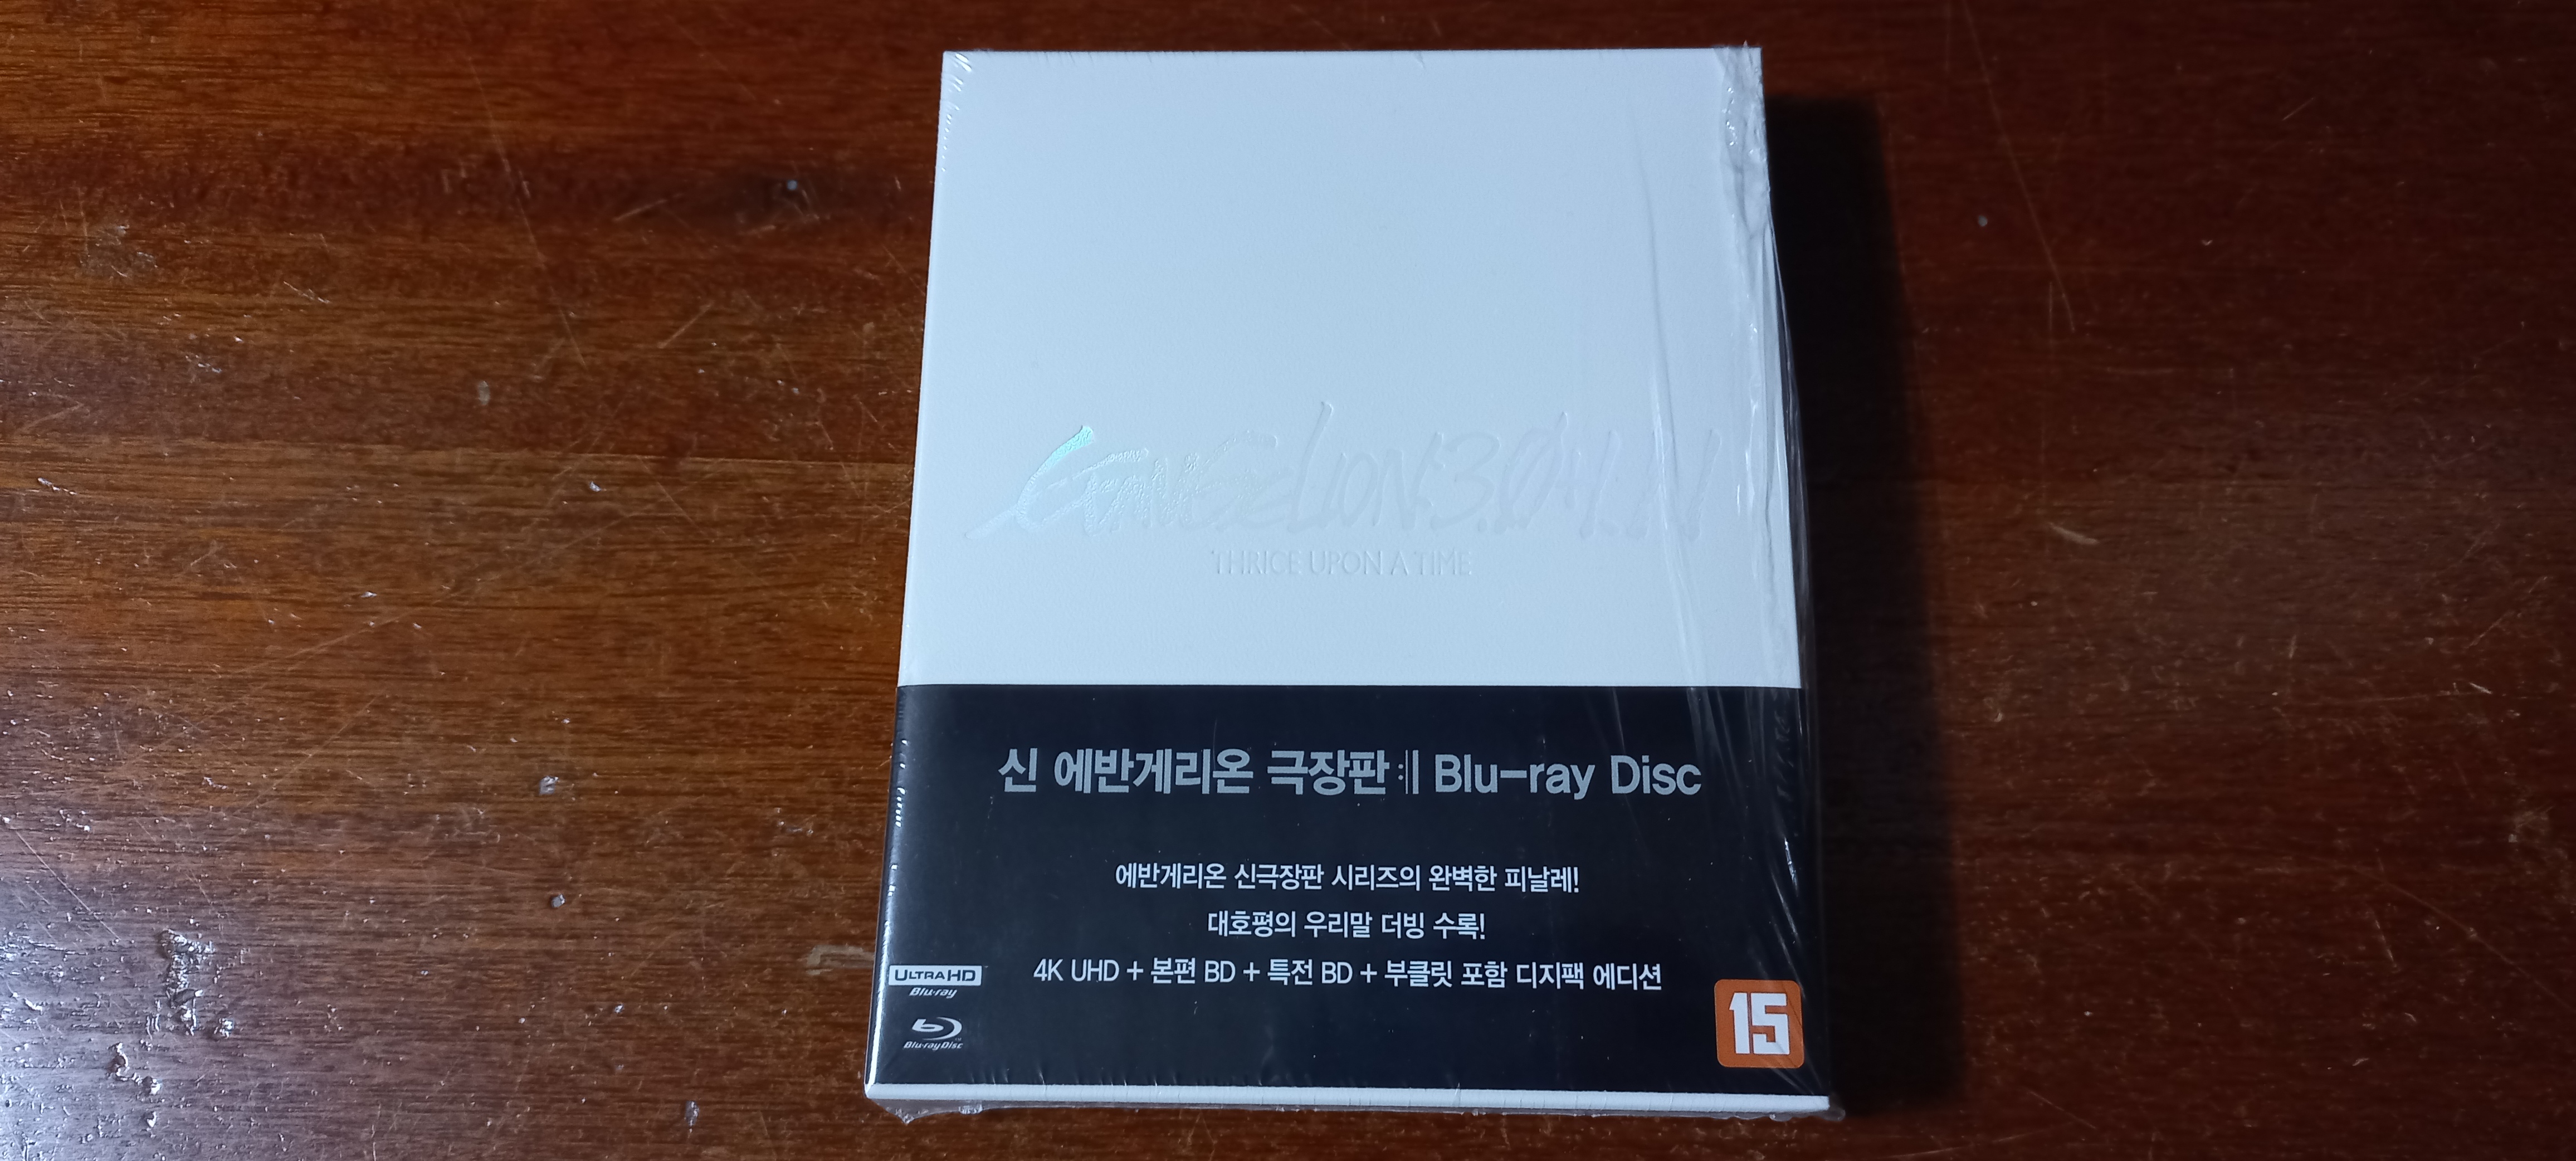 EVANGELION:3.0+1.11
THRICE UPON A TIME
신 에반게리온 극장판 𝄇 Blu-ray Disc
에반게리온 신극장판 시리즈의 완벽한 피날레!
대호평의 우리말 더빙 수록!
4K UHD + 본편 BD + 특전 BD + 부클릿 포함 디지팩 에디션
ULTRA HD
Blu-ray
Blu-ray Disc
15